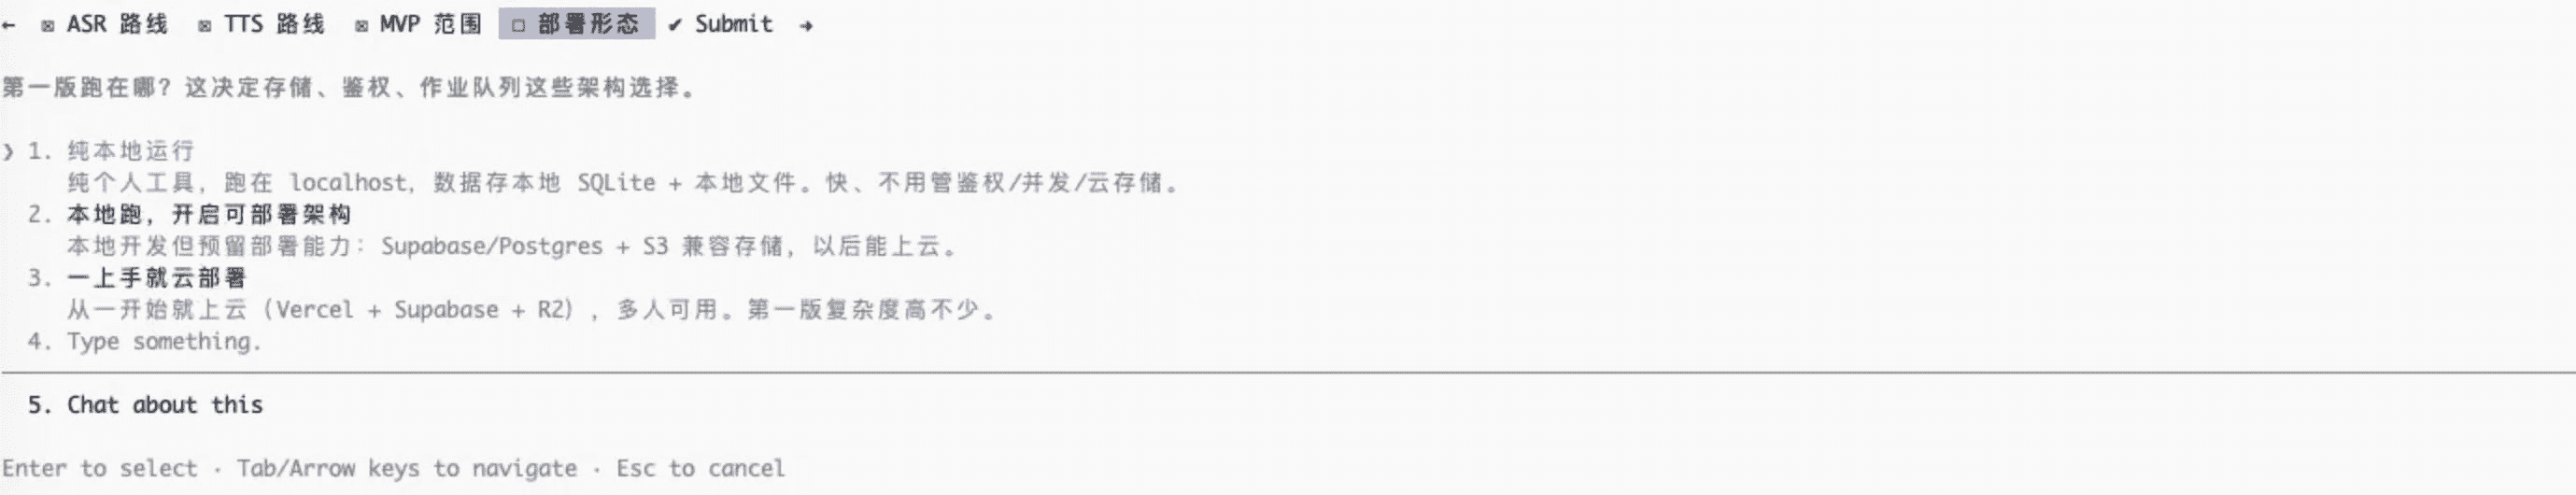 ← ☒ ASR 路线 ☒ TTS 路线 ☒ MVP 范围 ☐ 部署形态 ✔ Submit →
第一版跑在哪？这决定存储、鉴权、作业队列这些架构选择。
❯ 1. 纯本地运行
纯个人工具，跑在 localhost，数据存本地 SQLite + 本地文件。快、不用管鉴权/并发/云存储。
2. 本地跑，开启可部署架构
本地开发但预留部署能力：Supabase/Postgres + S3 兼容存储，以后能上云。
3. 一上手就云部署
从一开始就上云（Vercel + Supabase + R2），多人可用。第一版复杂度高不少。
4. Type something.
5. Chat about this
Enter to select · Tab/Arrow keys to navigate · Esc to cancel